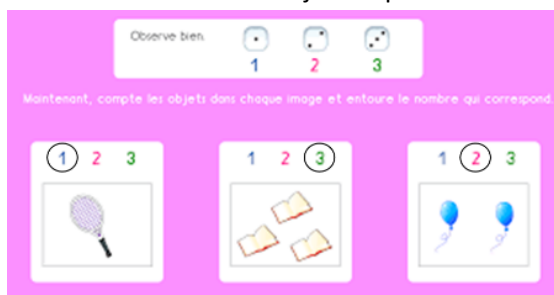 Observe bien.
1 2 3
Maintenant, compte les objets dans chaque image et entoure le nombre qui correspond.
1 2 3
1 2 3
1 2 3